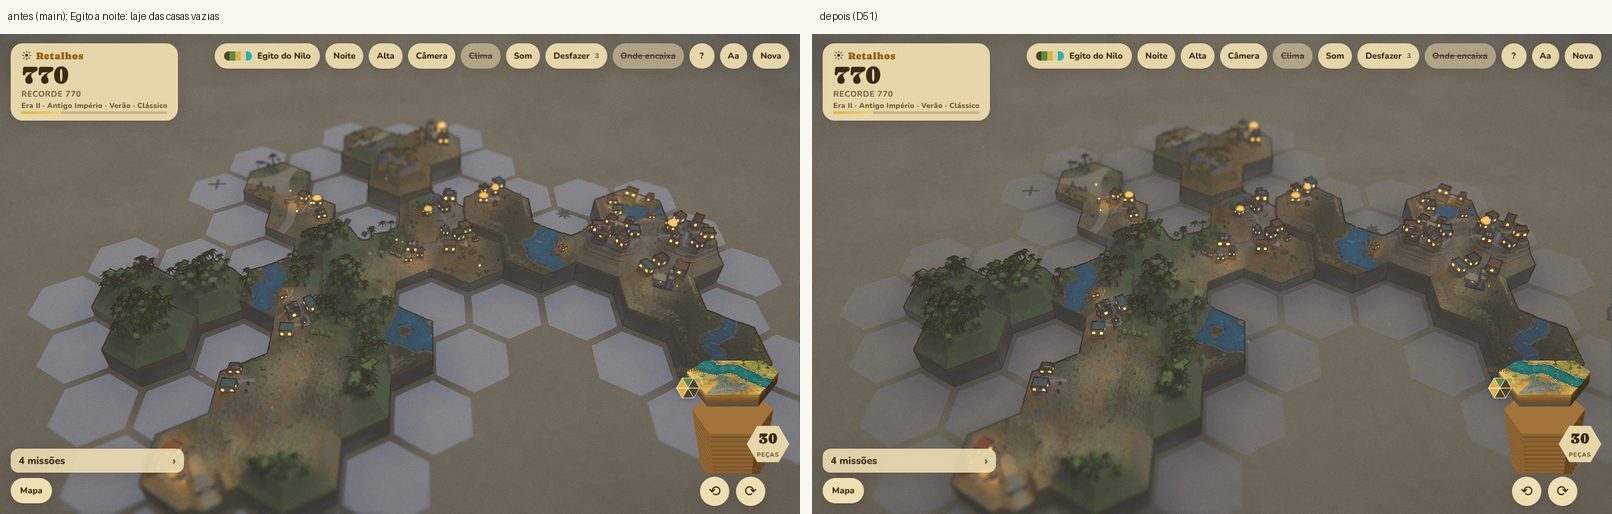 antes (main): Egito a noite: laje das casas vazias
Retalhos
770
RECORDE 770
Era II · Antigo Império · Verão · Clássico
Egito do Nilo
Noite
Alta
Câmera
Clima
Som
Desfazer 3
Onde encaixa
?
Aa
Nova
4 missões ›
Mapa
30
PEÇAS
depois (D51)
Retalhos
770
RECORDE 770
Era II · Antigo Império · Verão · Clássico
Egito do Nilo
Noite
Alta
Câmera
Clima
Som
Desfazer 3
Onde encaixa
?
Aa
Nova
4 missões ›
Mapa
30
PEÇAS